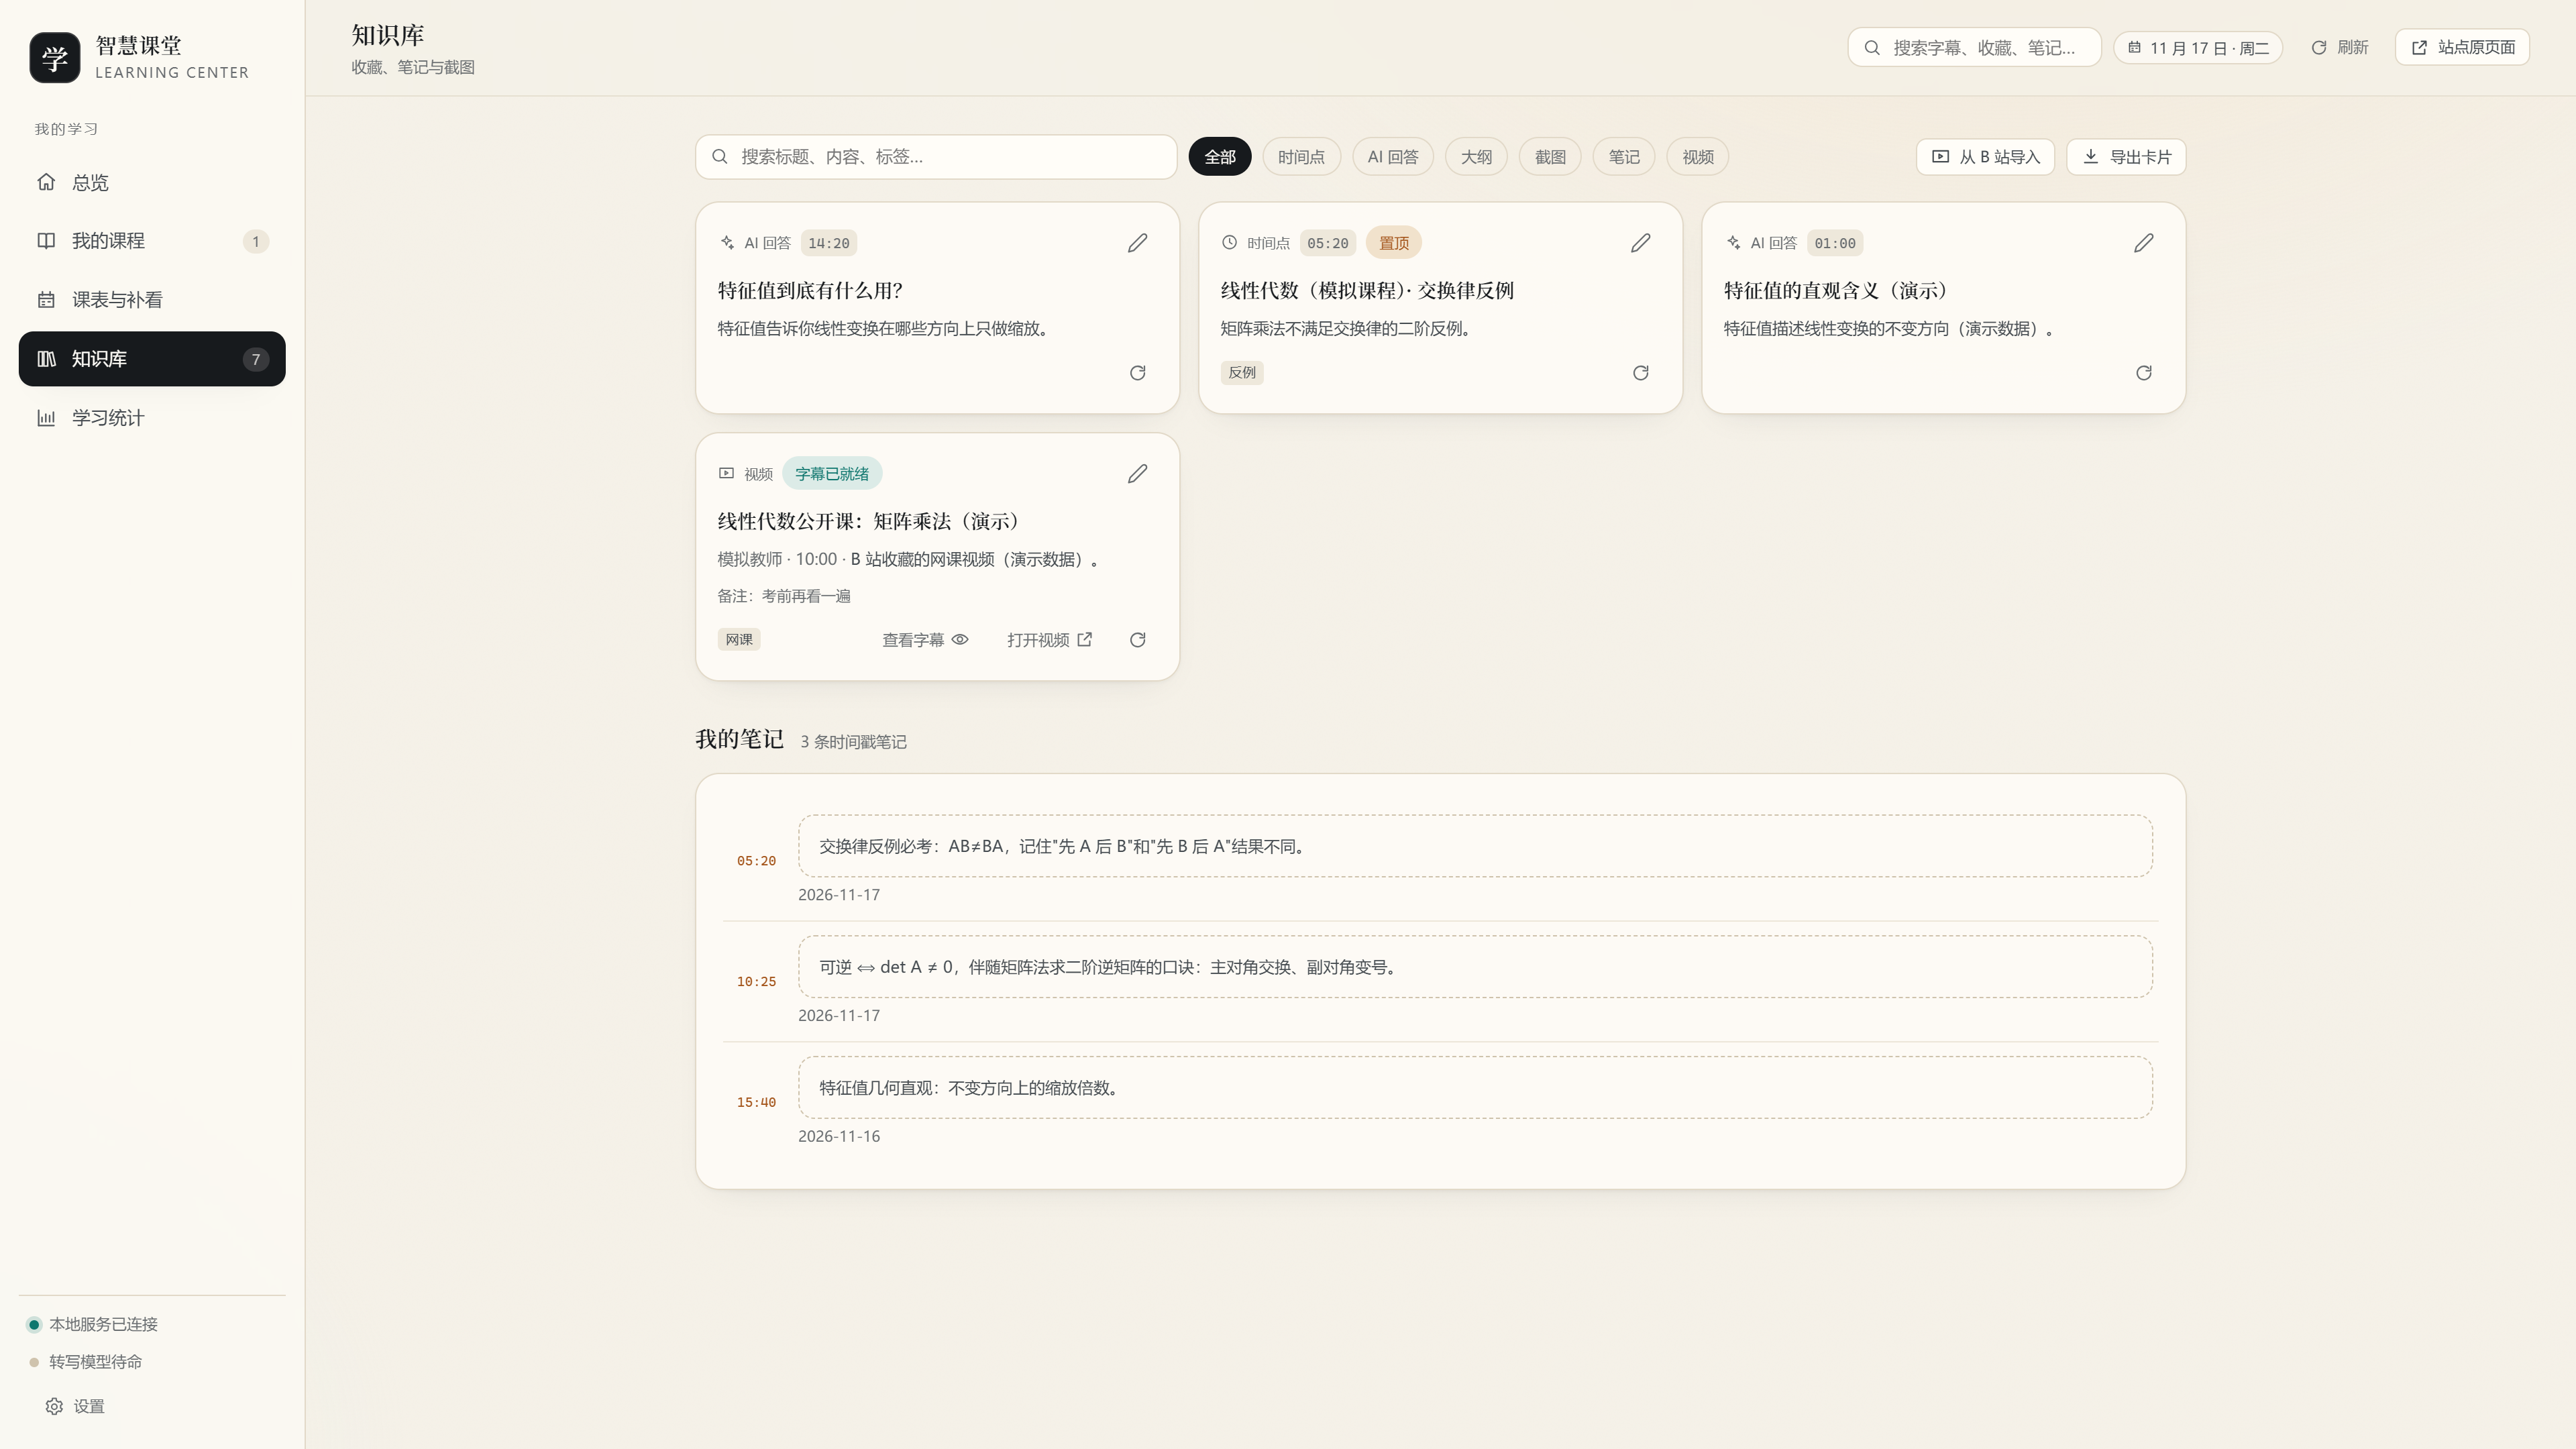 学
智慧课堂
LEARNING CENTER
我的学习
总览
我的课程 1
课表与补看
知识库 7
学习统计
本地服务已连接
转写模型待命
设置
知识库
收藏、笔记与截图
搜索字幕、收藏、笔记...
11 月 17 日 · 周二
刷新
站点原页面
搜索标题、内容、标签...
全部 时间点 AI 回答 大纲 截图 笔记 视频
从 B 站导入
导出卡片
AI 回答 14:20
特征值到底有什么用？
特征值告诉你线性变换在哪些方向上只做缩放。
时间点 05:20 置顶
线性代数（模拟课程）· 交换律反例
矩阵乘法不满足交换律的二阶反例。
反例
AI 回答 01:00
特征值的直观含义（演示）
特征值描述线性变换的不变方向（演示数据）。
视频 字幕已就绪
线性代数公开课：矩阵乘法（演示）
模拟教师 · 10:00 · B 站收藏的网课视频（演示数据）。
备注：考前再看一遍
网课 查看字幕 打开视频
我的笔记 3 条时间戳笔记
05:20 交换律反例必考：AB≠BA，记住"先 A 后 B"和"先 B 后 A"结果不同。
2026-11-17
10:25 可逆 ⇔ det A ≠ 0，伴随矩阵法求二阶逆矩阵的口诀：主对角交换、副对角变号。
2026-11-17
15:40 特征值几何直观：不变方向上的缩放倍数。
2026-11-16